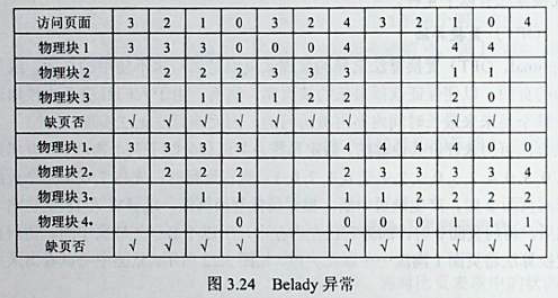 访问页面 3 2 1 0 3 2 4 3 2 1 0 4
物理块 1 3 3 3 0 0 0 4 4 4
物理块 2 2 2 2 3 3 3 1 1
物理块 3 1 1 1 2 2 2 0
缺页否 √ √ √ √ √ √ √ √ √
物理块 1• 3 3 3 3 4 4 4 4 0 0
物理块 2• 2 2 2 2 3 3 3 3 4
物理块 3• 1 1 1 1 2 2 2 2
物理块 4• 0 0 0 0 1 1 1
缺页否 √ √ √ √ √ √ √ √ √ √
图 3.24 Belady 异常